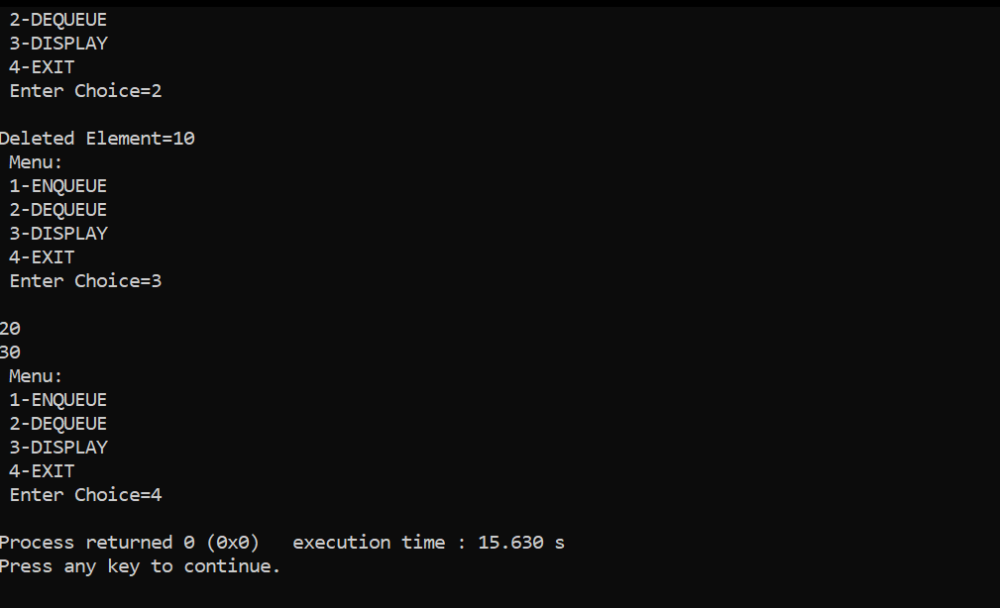 2-DEQUEUE
3-DISPLAY
4-EXIT
Enter Choice=2
Deleted Element=10
Menu:
1-ENQUEUE
2-DEQUEUE
3-DISPLAY
4-EXIT
Enter Choice=3
20
30
Menu:
1-ENQUEUE
2-DEQUEUE
3-DISPLAY
4-EXIT
Enter Choice=4
Process returned 0 (0x0)   execution time : 15.630 s
Press any key to continue.